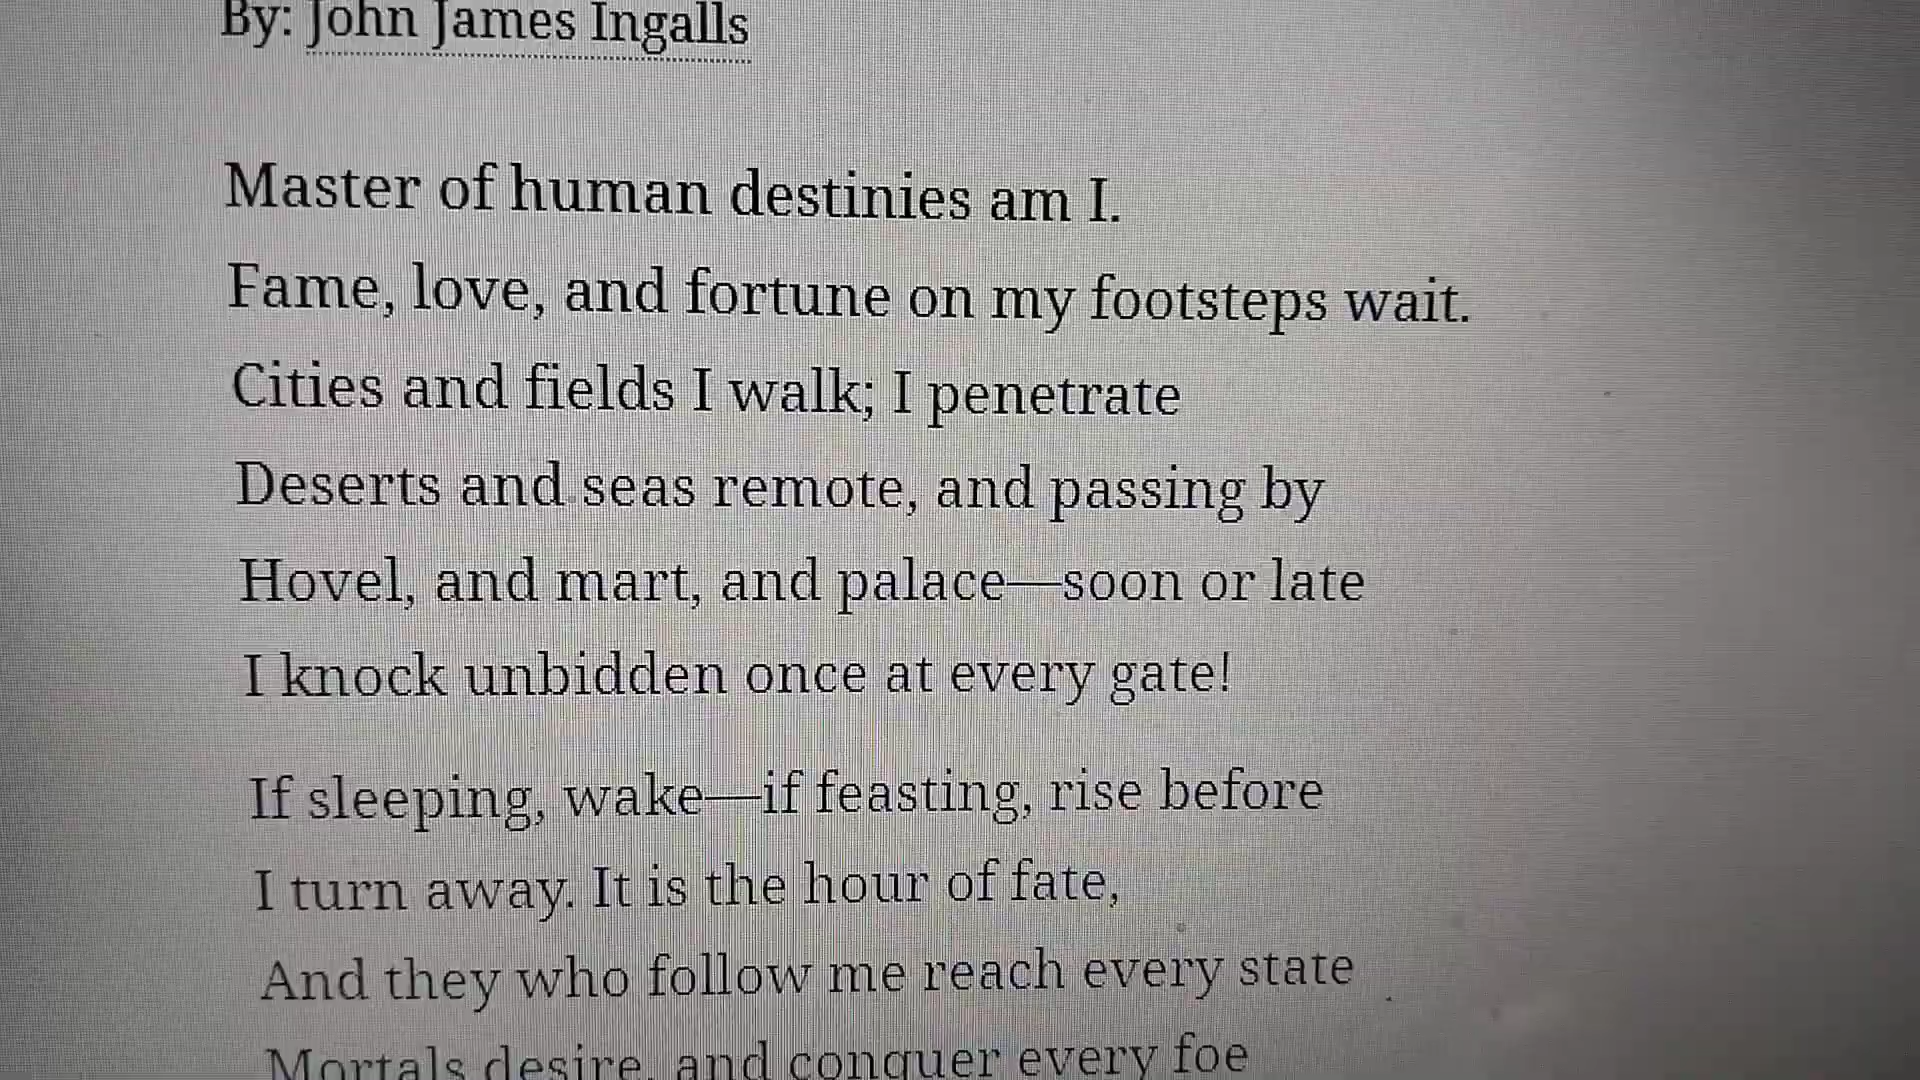 By: John James Ingalls
Master of human destinies am I.
Fame, love, and fortune on my footsteps wait.
Cities and fields I walk; I penetrate
Deserts and seas remote, and passing by
Hovel, and mart, and palace—soon or late
I knock unbidden once at every gate!
If sleeping, wake—if feasting, rise before
I turn away. It is the hour of fate,
And they who follow me reach every state
Mortals desire, and conquer every foe